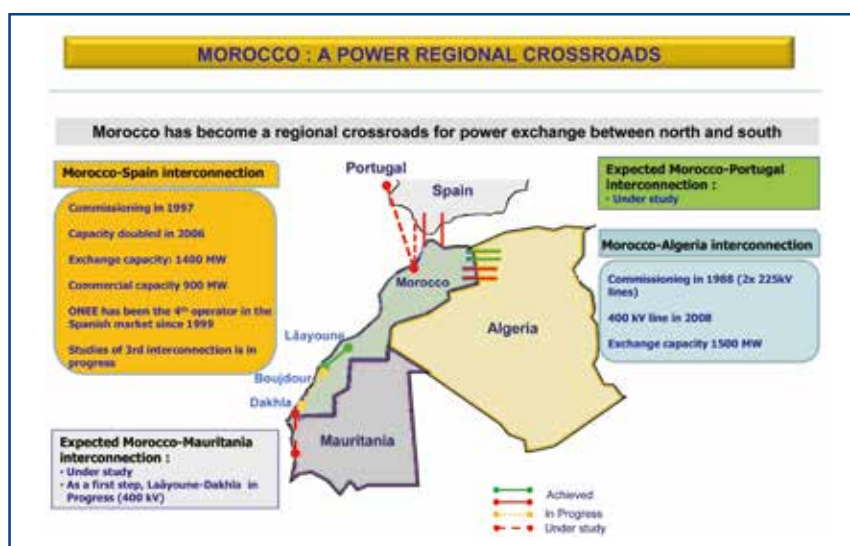 MOROCCO : A POWER REGIONAL CROSSROADS
Morocco has become a regional crossroads for power exchange between north and south
Morocco-Spain interconnection
Commissioning in 1997
Capacity doubled in 2006
Exchange capacity: 1400 MW
Commercial capacity 900 MW
ONEE has been the 4th operator in the
Spanish market since 1999
Studies of 3rd interconnection is in
progress
Portugal
Spain
Morocco
Algeria
Lâayoune
Boujdour
Dakhla
Mauritania
Expected Morocco-Portugal
interconnection :
- Under study
Morocco-Algeria interconnection
Commissioning in 1988 (2x 225kV
lines)
400 kV line in 2008
Exchange capacity 1500 MW
Expected Morocco-Mauritania
interconnection :
- Under study
- As a first step, Laâyoune-Dakhla in
Progress (400 kV)
Achieved
In Progress
Under study